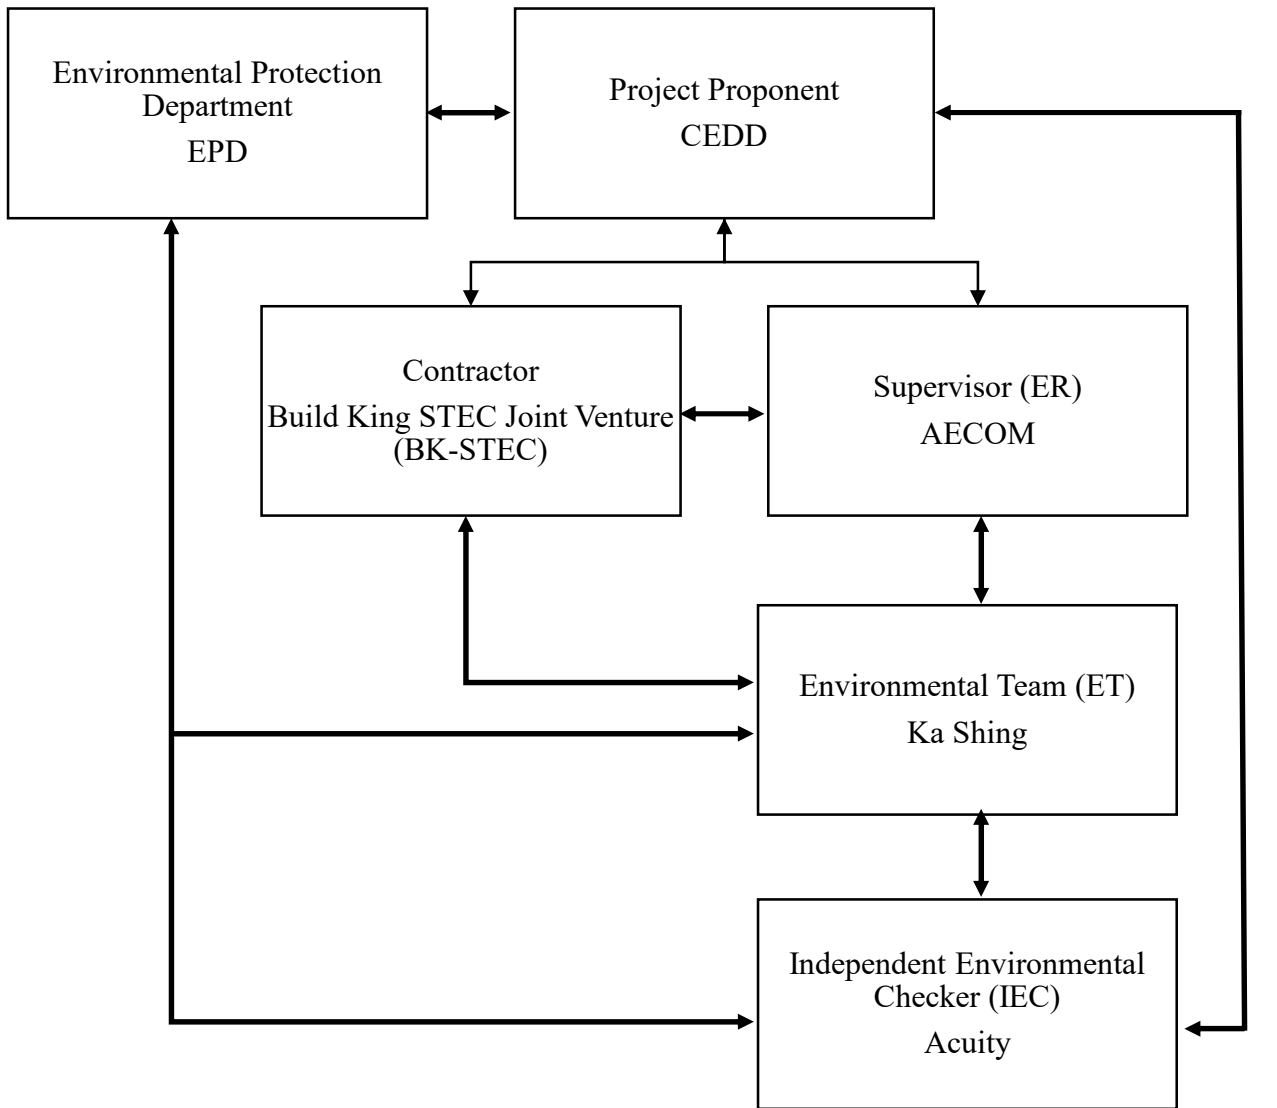 Environmental Protection
Department
EPD
Project Proponent
CEDD
Contractor
Build King STEC Joint Venture
(BK-STEC)
Supervisor (ER)
AECOM
Environmental Team (ET)
Ka Shing
Independent Environmental
Checker (IEC)
Acuity